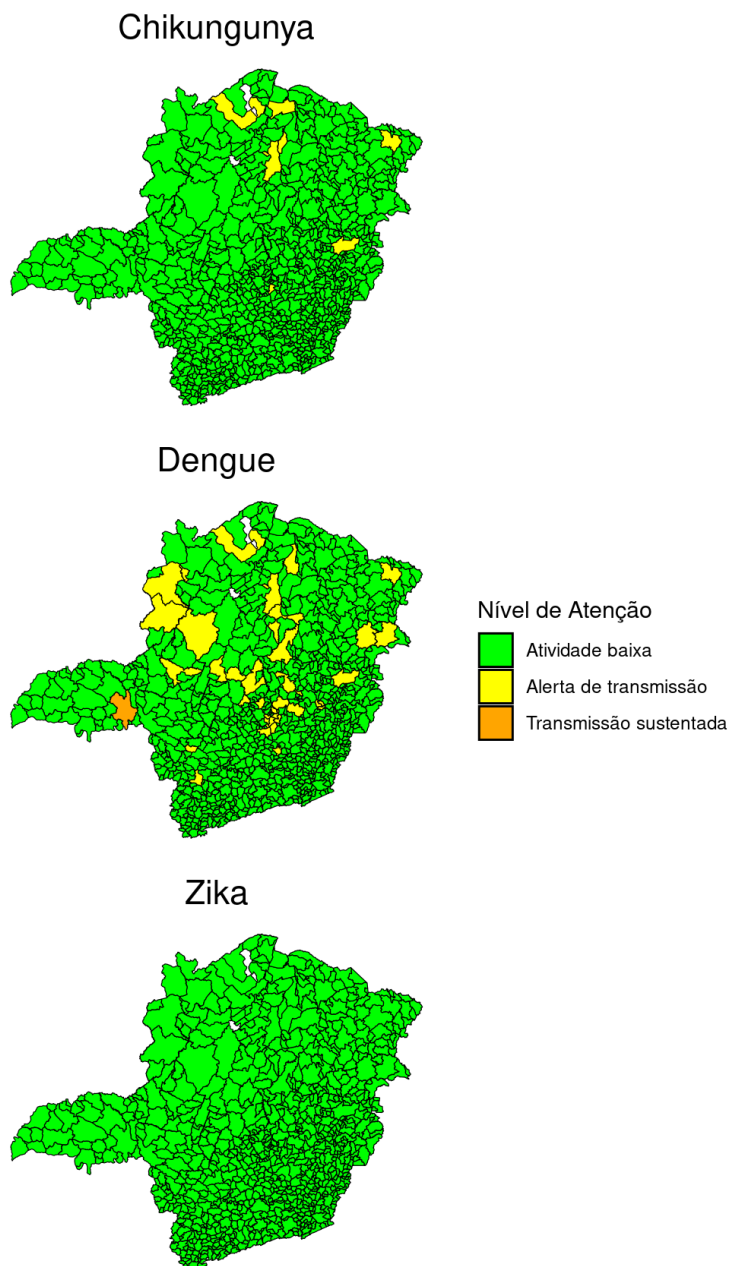 Chikungunya
Dengue
Nível de Atenção
Atividade baixa
Alerta de transmissão
Transmissão sustentada
Zika